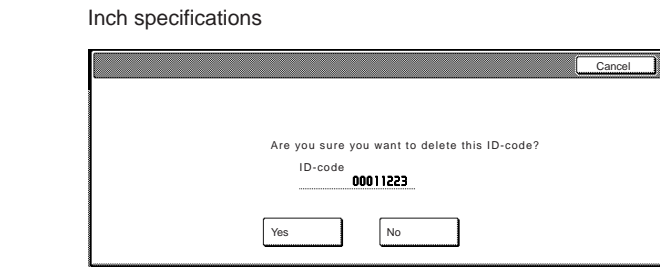 Inch specifications
Cancel
Are you sure you want to delete this ID-code?
ID-code
00011223
Yes
No